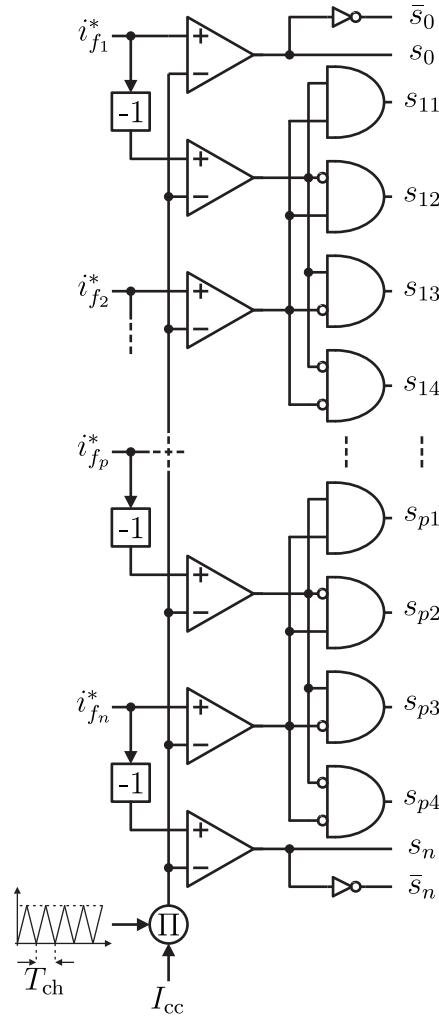 i*f1 + − s̄0
s0
-1 s11
+ − s12
i*f2 + − s13
s14
i*fp
-1 sp1
+ − sp2
i*fn + − sp3
-1 sp4
+ − sn
s̄n
Π
Tch
Icc